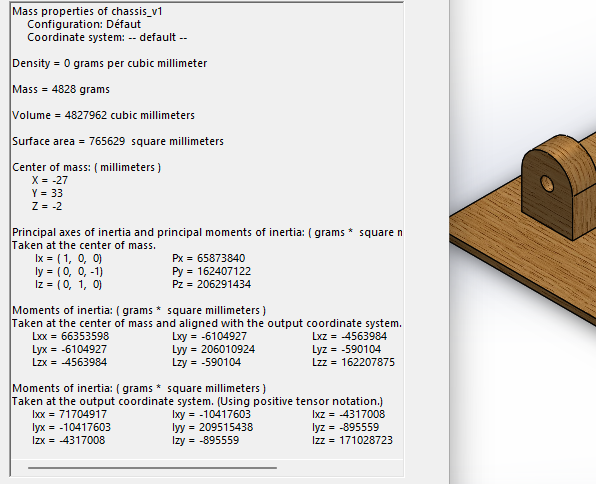 Mass properties of chassis_v1
Configuration: Défaut
Coordinate system: -- default --
Density = 0 grams per cubic millimeter
Mass = 4828 grams
Volume = 4827962 cubic millimeters
Surface area = 765629 square millimeters
Center of mass: ( millimeters )
X = -27
Y = 33
Z = -2
Principal axes of inertia and principal moments of inertia: ( grams * square
Taken at the center of mass.
Ix = ( 1, 0, 0) Px = 65873840
Iy = ( 0, 0, -1) Py = 162407122
Iz = ( 0, 1, 0) Pz = 206291434
Moments of inertia: ( grams * square millimeters )
Taken at the center of mass and aligned with the output coordinate system.
Lxx = 66353598 Lxy = -6104927 Lxz = -4563984
Lyx = -6104927 Lyy = 206010924 Lyz = -590104
Lzx = -4563984 Lzy = -590104 Lzz = 162207875
Moments of inertia: ( grams * square millimeters )
Taken at the output coordinate system. (Using positive tensor notation.)
Ixx = 71704917 Ixy = -10417603 Ixz = -4317008
Iyx = -10417603 Iyy = 209515438 Iyz = -895559
Izx = -4317008 Izy = -895559 Izz = 171028723